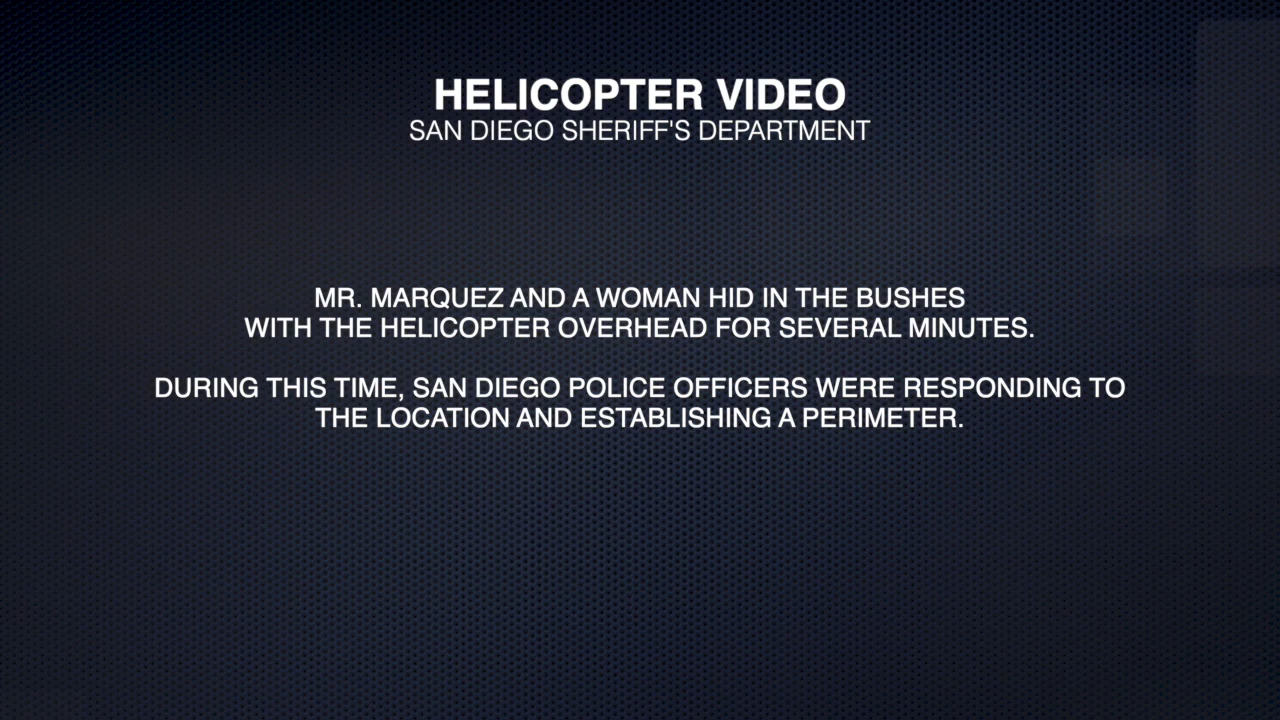 HELICOPTER VIDEO
SAN DIEGO SHERIFF'S DEPARTMENT
MR. MARQUEZ AND A WOMAN HID IN THE BUSHES
WITH THE HELICOPTER OVERHEAD FOR SEVERAL MINUTES.
DURING THIS TIME, SAN DIEGO POLICE OFFICERS WERE RESPONDING TO
THE LOCATION AND ESTABLISHING A PERIMETER.